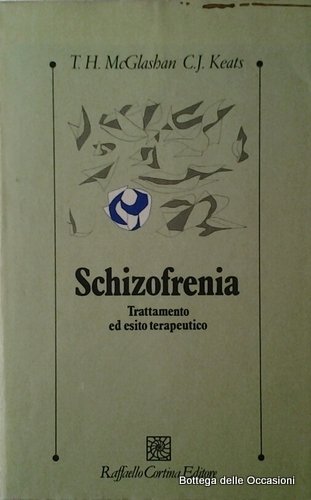 T. H. McGlashan C.J. Keats
Schizofrenia
Trattamento
ed esito terapeutico
Raffaello Cortina Editore
Bottega delle Occasioni